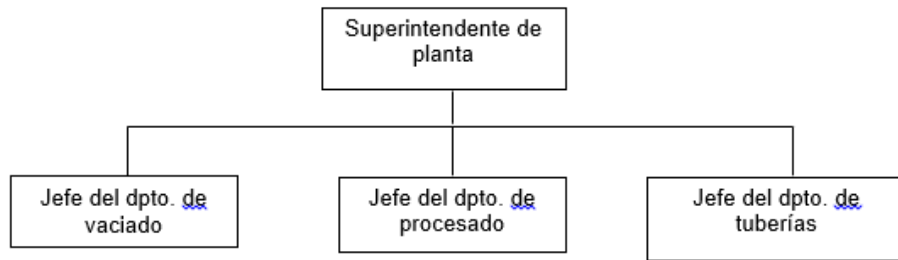 Superintendente de
planta
Jefe del dpto. de
vaciado
Jefe del dpto. de
procesado
Jefe del dpto. de
tuberías